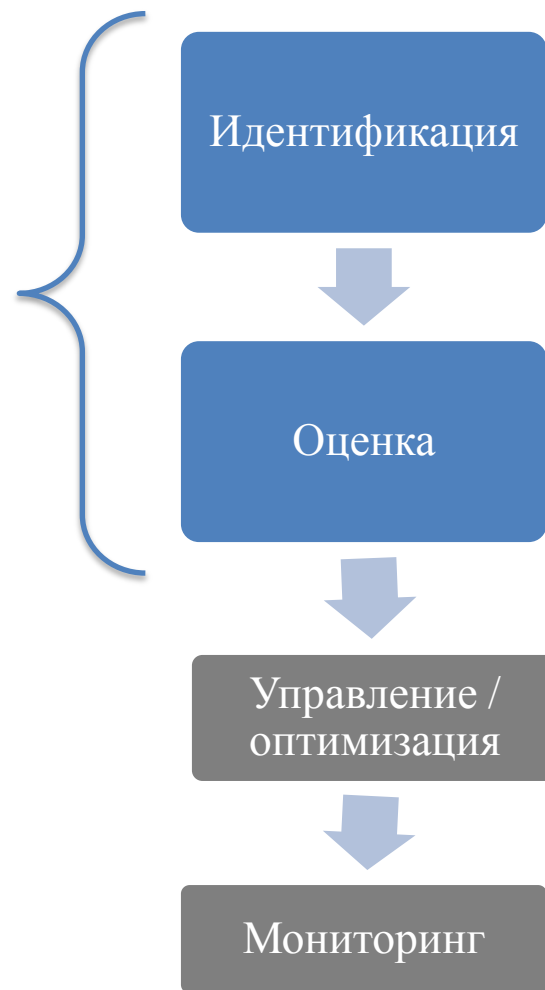 Идентификация
Оценка
Управление /
оптимизация
Мониторинг